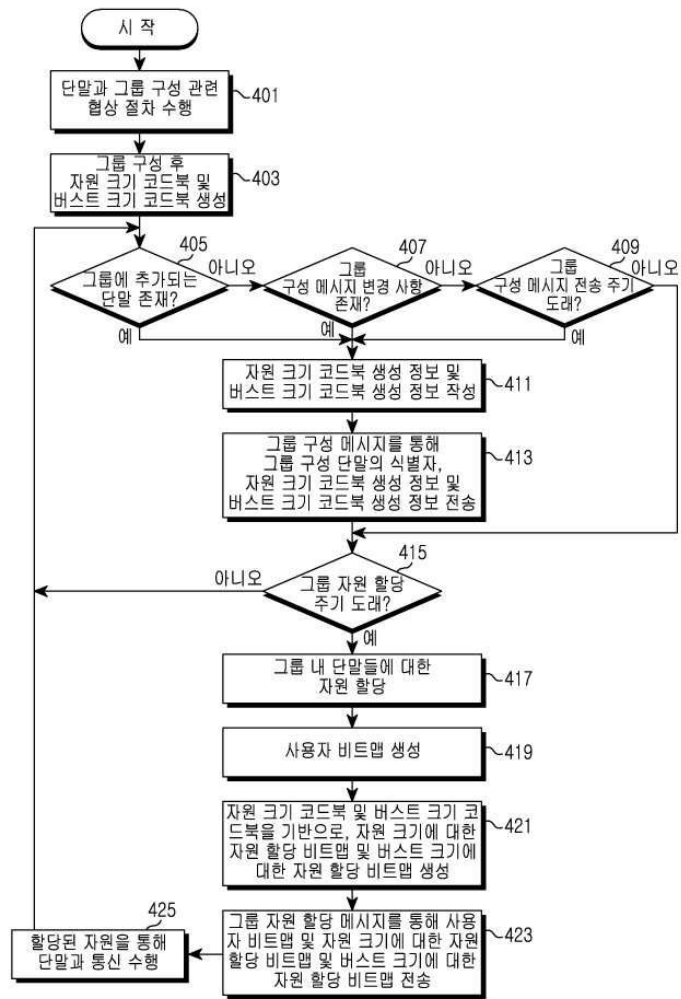 시 작
단말과 그룹 구성 관련
협상 절차 수행
401
그룹 구성 후
자원 크기 코드북 및
버스트 크기 코드북 생성
403
405
그룹에 추가되는
단말 존재?
아니오
예
407
그룹
구성 메시지 변경 사항
존재?
아니오
예
409
그룹
구성 메시지 전송 주기
도래?
아니오
예
자원 크기 코드북 생성 정보 및
버스트 크기 코드북 생성 정보 작성
411
그룹 구성 메시지를 통해
그룹 구성 단말의 식별자,
자원 크기 코드북 생성 정보 및
버스트 크기 코드북 생성 정보 전송
413
415
그룹 자원 할당
주기 도래?
아니오
예
그룹 내 단말들에 대한
자원 할당
417
사용자 비트맵 생성
419
자원 크기 코드북 및 버스트 크기 코
드북을 기반으로, 자원 크기에 대한
자원 할당 비트맵 및 버스트 크기에
대한 자원 할당 비트맵 생성
421
그룹 자원 할당 메시지를 통해 사용
자 비트맵 및 자원 크기에 대한 자원
할당 비트맵 및 버스트 크기에 대한
자원 할당 비트맵 전송
423
425
할당된 자원을 통해
단말과 통신 수행